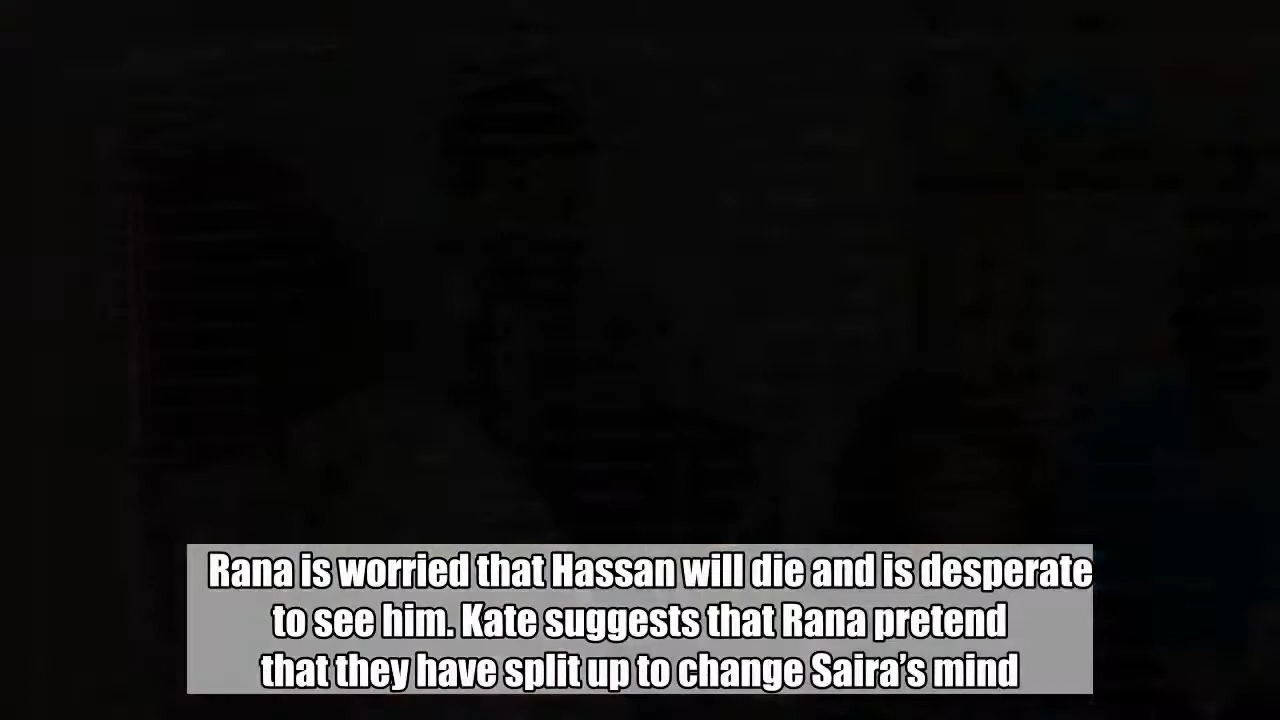 Rana is worried that Hassan will die and is desperate
to see him. Kate suggests that Rana pretend
that they have split up to change Saira’s mind